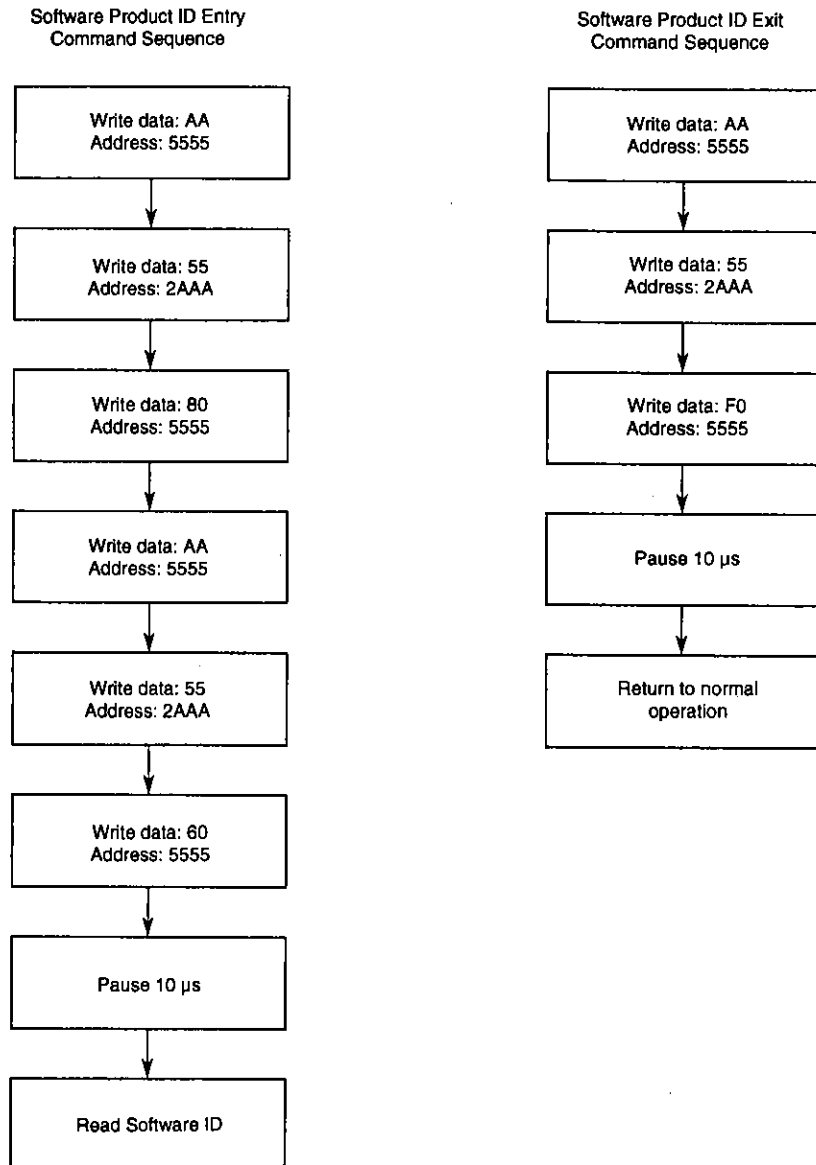 Software Product ID Entry
Command Sequence
Write data: AA
Address: 5555
Write data: 55
Address: 2AAA
Write data: 80
Address: 5555
Write data: AA
Address: 5555
Write data: 55
Address: 2AAA
Write data: 60
Address: 5555
Pause 10 µs
Read Software ID
Software Product ID Exit
Command Sequence
Write data: AA
Address: 5555
Write data: 55
Address: 2AAA
Write data: F0
Address: 5555
Pause 10 µs
Return to normal
operation